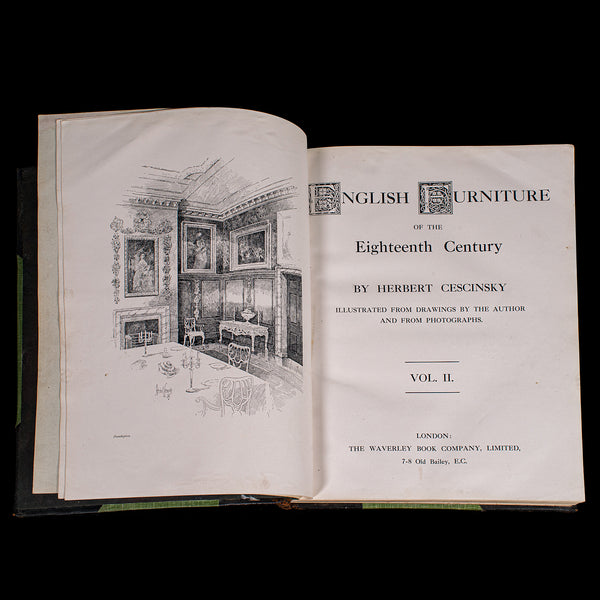 Frontispiece
ENGLISH FURNITURE
OF THE
Eighteenth Century
BY HERBERT CESCINSKY
ILLUSTRATED FROM DRAWINGS BY THE AUTHOR
AND FROM PHOTOGRAPHS.
VOL. II.
LONDON:
THE WAVERLEY BOOK COMPANY, LIMITED,
7-8 Old Bailey, E.C.